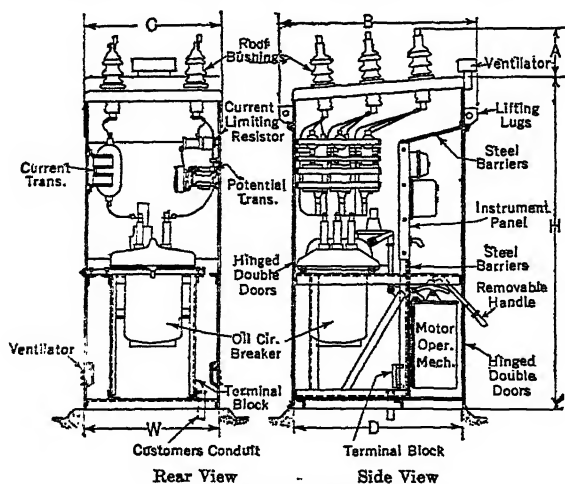 C
B
A
Roof
Bushings
Ventilator
Current
Limiting
Resistor
Lifting
Lugs
Steel
Barriers
Current
Trans.
Potential
Trans.
Instrument
Panel
H
Hinged
Double
Doors
Steel
Barriers
Removable
Handle
Oil Cir.
Breaker
Motor
Oper.
Mech.
Ventilator
Hinged
Double
Doors
Terminal
Block
W
D
Customers Conduit
Terminal Block
Rear View - Side View